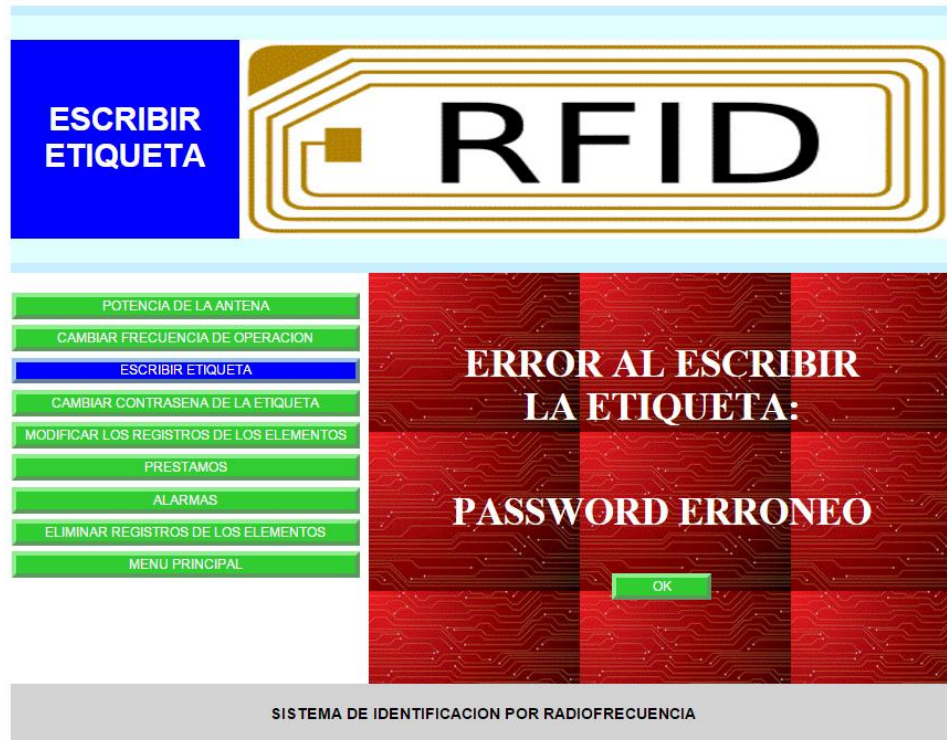 ESCRIBIR
ETIQUETA
RFID
POTENCIA DE LA ANTENA
CAMBIAR FRECUENCIA DE OPERACION
ESCRIBIR ETIQUETA
CAMBIAR CONTRASENA DE LA ETIQUETA
MODIFICAR LOS REGISTROS DE LOS ELEMENTOS
PRESTAMOS
ALARMAS
ELIMINAR REGISTROS DE LOS ELEMENTOS
MENU PRINCIPAL
ERROR AL ESCRIBIR
LA ETIQUETA:
PASSWORD ERRONEO
OK
SISTEMA DE IDENTIFICACION POR RADIOFRECUENCIA